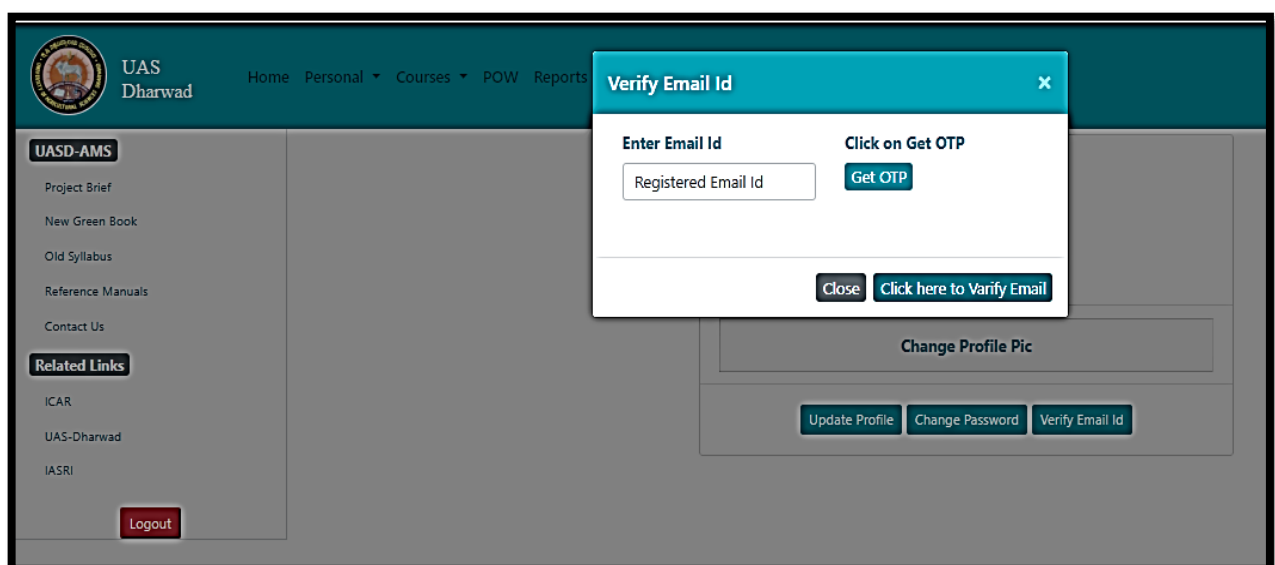 UAS
Dharwad
Home Personal Courses POW Reports
Verify Email Id ×
Enter Email Id
Click on Get OTP
Registered Email Id
Get OTP
Close Click here to Varify Email
UASD-AMS
Project Brief
New Green Book
Old Syllabus
Reference Manuals
Contact Us
Related Links
ICAR
UAS-Dharwad
IASRI
Logout
Change Profile Pic
Update Profile Change Password Verify Email Id